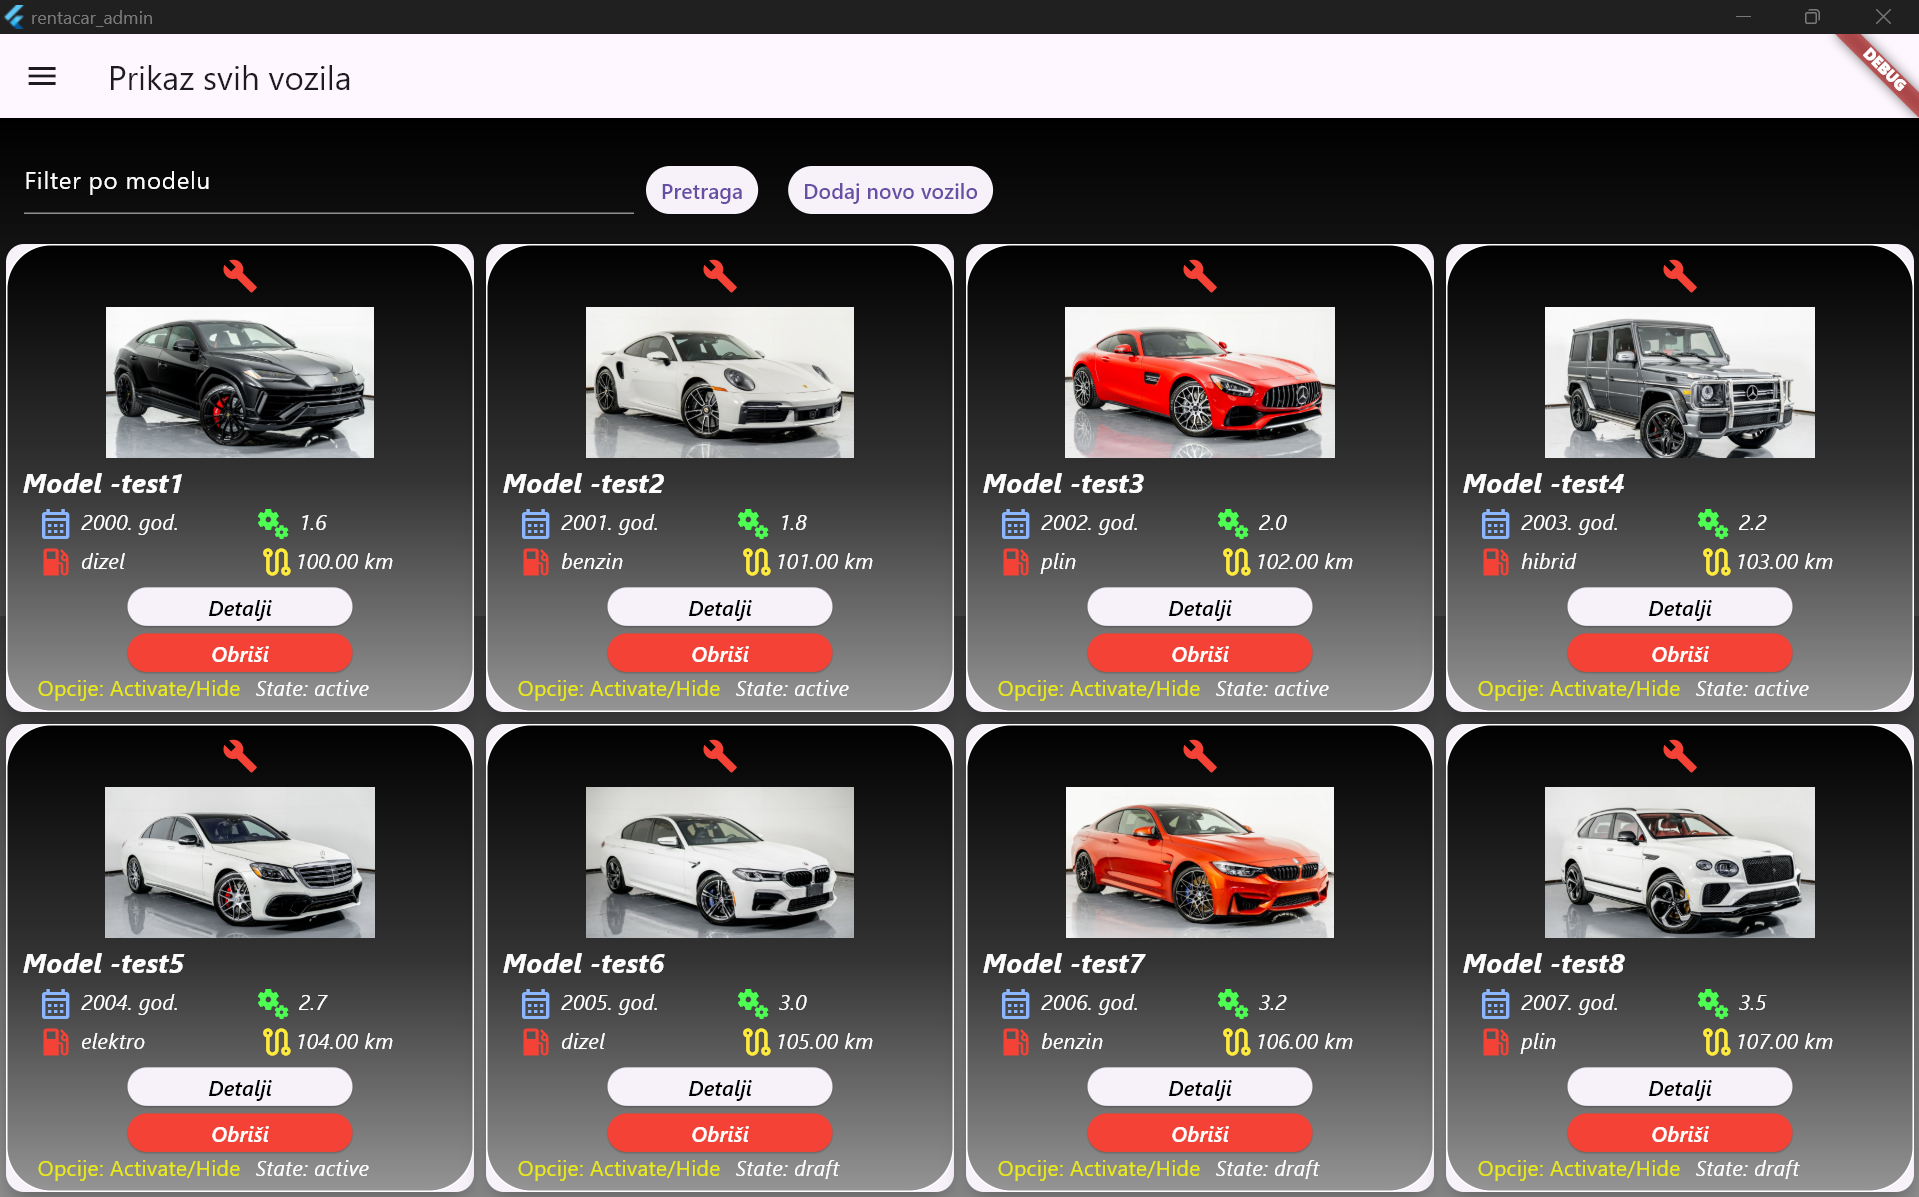 rentacar_admin
DEBUG
Prikaz svih vozila
Filter po modelu
Pretraga
Dodaj novo vozilo
Model -test1
2000. god.
1.6
dizel
100.00 km
Detalji
Obriši
Opcije: Activate/Hide State: active
Model -test2
2001. god.
1.8
benzin
101.00 km
Detalji
Obriši
Opcije: Activate/Hide State: active
Model -test3
2002. god.
2.0
plin
102.00 km
Detalji
Obriši
Opcije: Activate/Hide State: active
Model -test4
2003. god.
2.2
hibrid
103.00 km
Detalji
Obriši
Opcije: Activate/Hide State: active
Model -test5
2004. god.
2.7
elektro
104.00 km
Detalji
Obriši
Opcije: Activate/Hide State: active
Model -test6
2005. god.
3.0
dizel
105.00 km
Detalji
Obriši
Opcije: Activate/Hide State: draft
Model -test7
2006. god.
3.2
benzin
106.00 km
Detalji
Obriši
Opcije: Activate/Hide State: draft
Model -test8
2007. god.
3.5
plin
107.00 km
Detalji
Obriši
Opcije: Activate/Hide State: draft